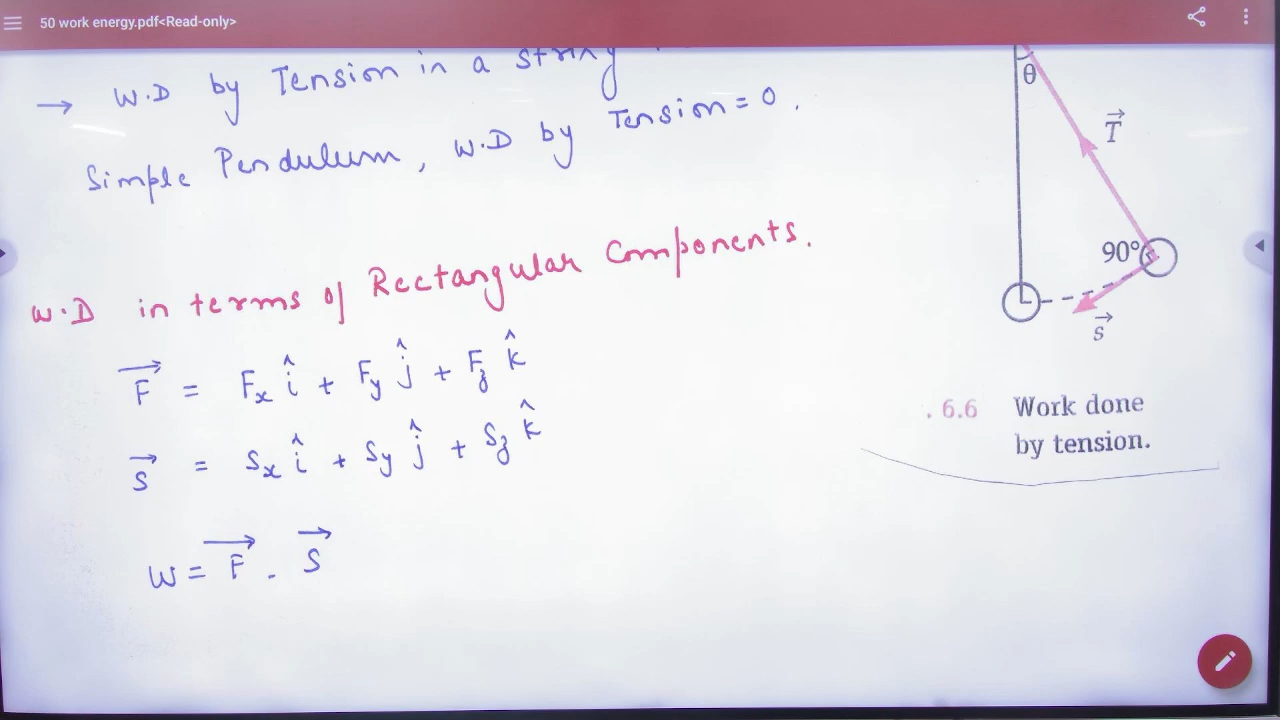 50 work energy.pdf<Read-only>
→ W.D by Tension in a string
Simple Pendulum, W.D by Tension = 0.
θ
T⃗
90°
s⃗
. 6.6 Work done
by tension.
W.D in terms of Rectangular Components.
F⃗ = Fx î + Fy ĵ + Fz k̂
S⃗ = Sx î + Sy ĵ + Sz k̂
W = F⃗ . S⃗